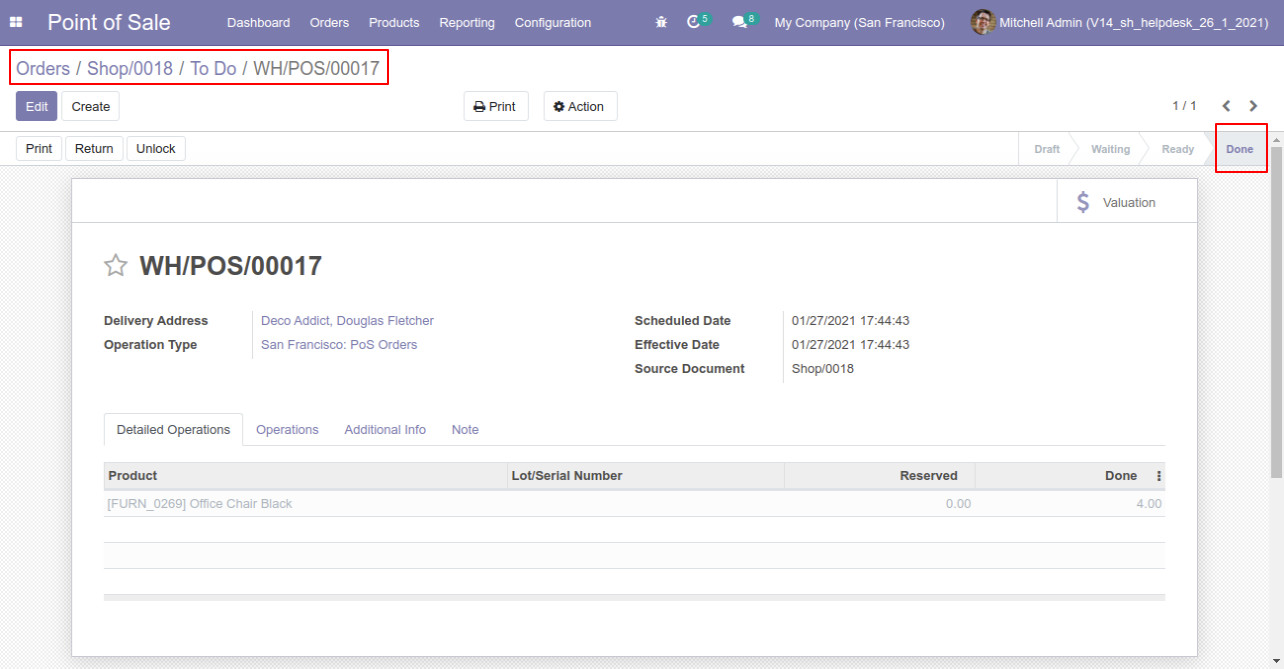 Point of Sale Dashboard Orders Products Reporting Configuration 5 8 My Company (San Francisco) Mitchell Admin (V14_sh_helpdesk_26_1_2021)
Orders / Shop/0018 / To Do / WH/POS/00017
Edit Create Print Action 1 / 1
Print Return Unlock Draft Waiting Ready Done
$ Valuation
WH/POS/00017
Delivery Address Deco Addict, Douglas Fletcher Scheduled Date 01/27/2021 17:44:43
Operation Type San Francisco: PoS Orders Effective Date 01/27/2021 17:44:43
Source Document Shop/0018
Detailed Operations Operations Additional Info Note
Product Lot/Serial Number Reserved Done
[FURN_0269] Office Chair Black 0.00 4.00